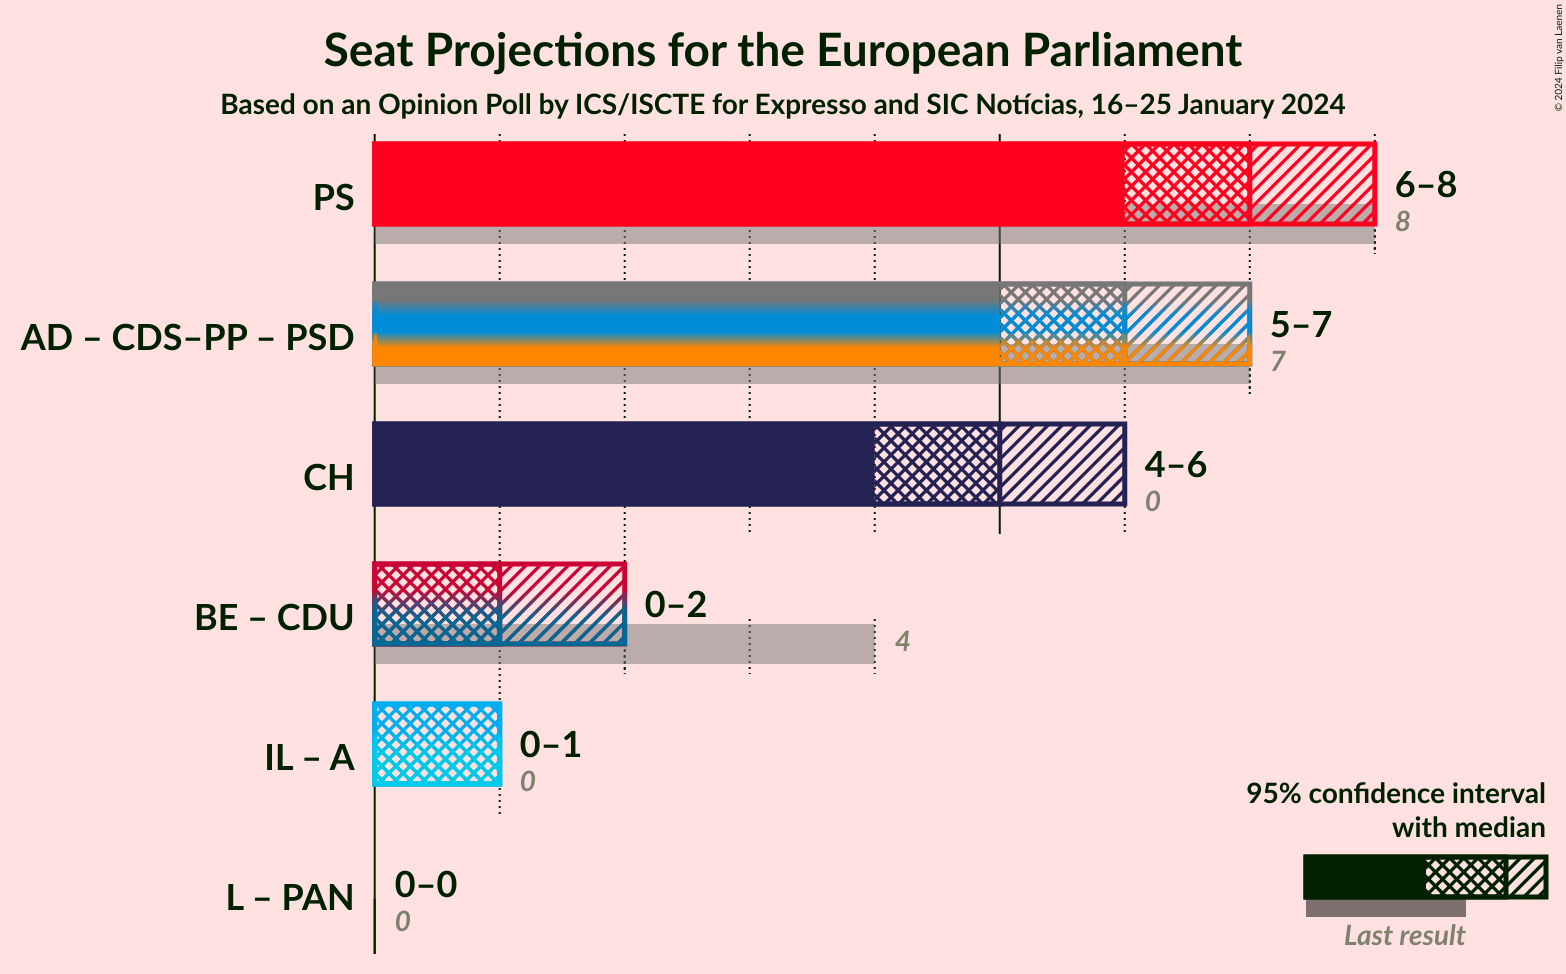 Seat Projections for the European Parliament
Based on an Opinion Poll by ICS/ISCTE for Expresso and SIC Notícias, 16–25 January 2024
© 2024 Filip van Laenen
PS
6–8
8
AD – CDS–PP – PSD
5–7
7
CH
4–6
0
BE – CDU
0–2
4
IL – A
0–1
0
L – PAN
0–0
0
95% confidence interval
with median
Last result